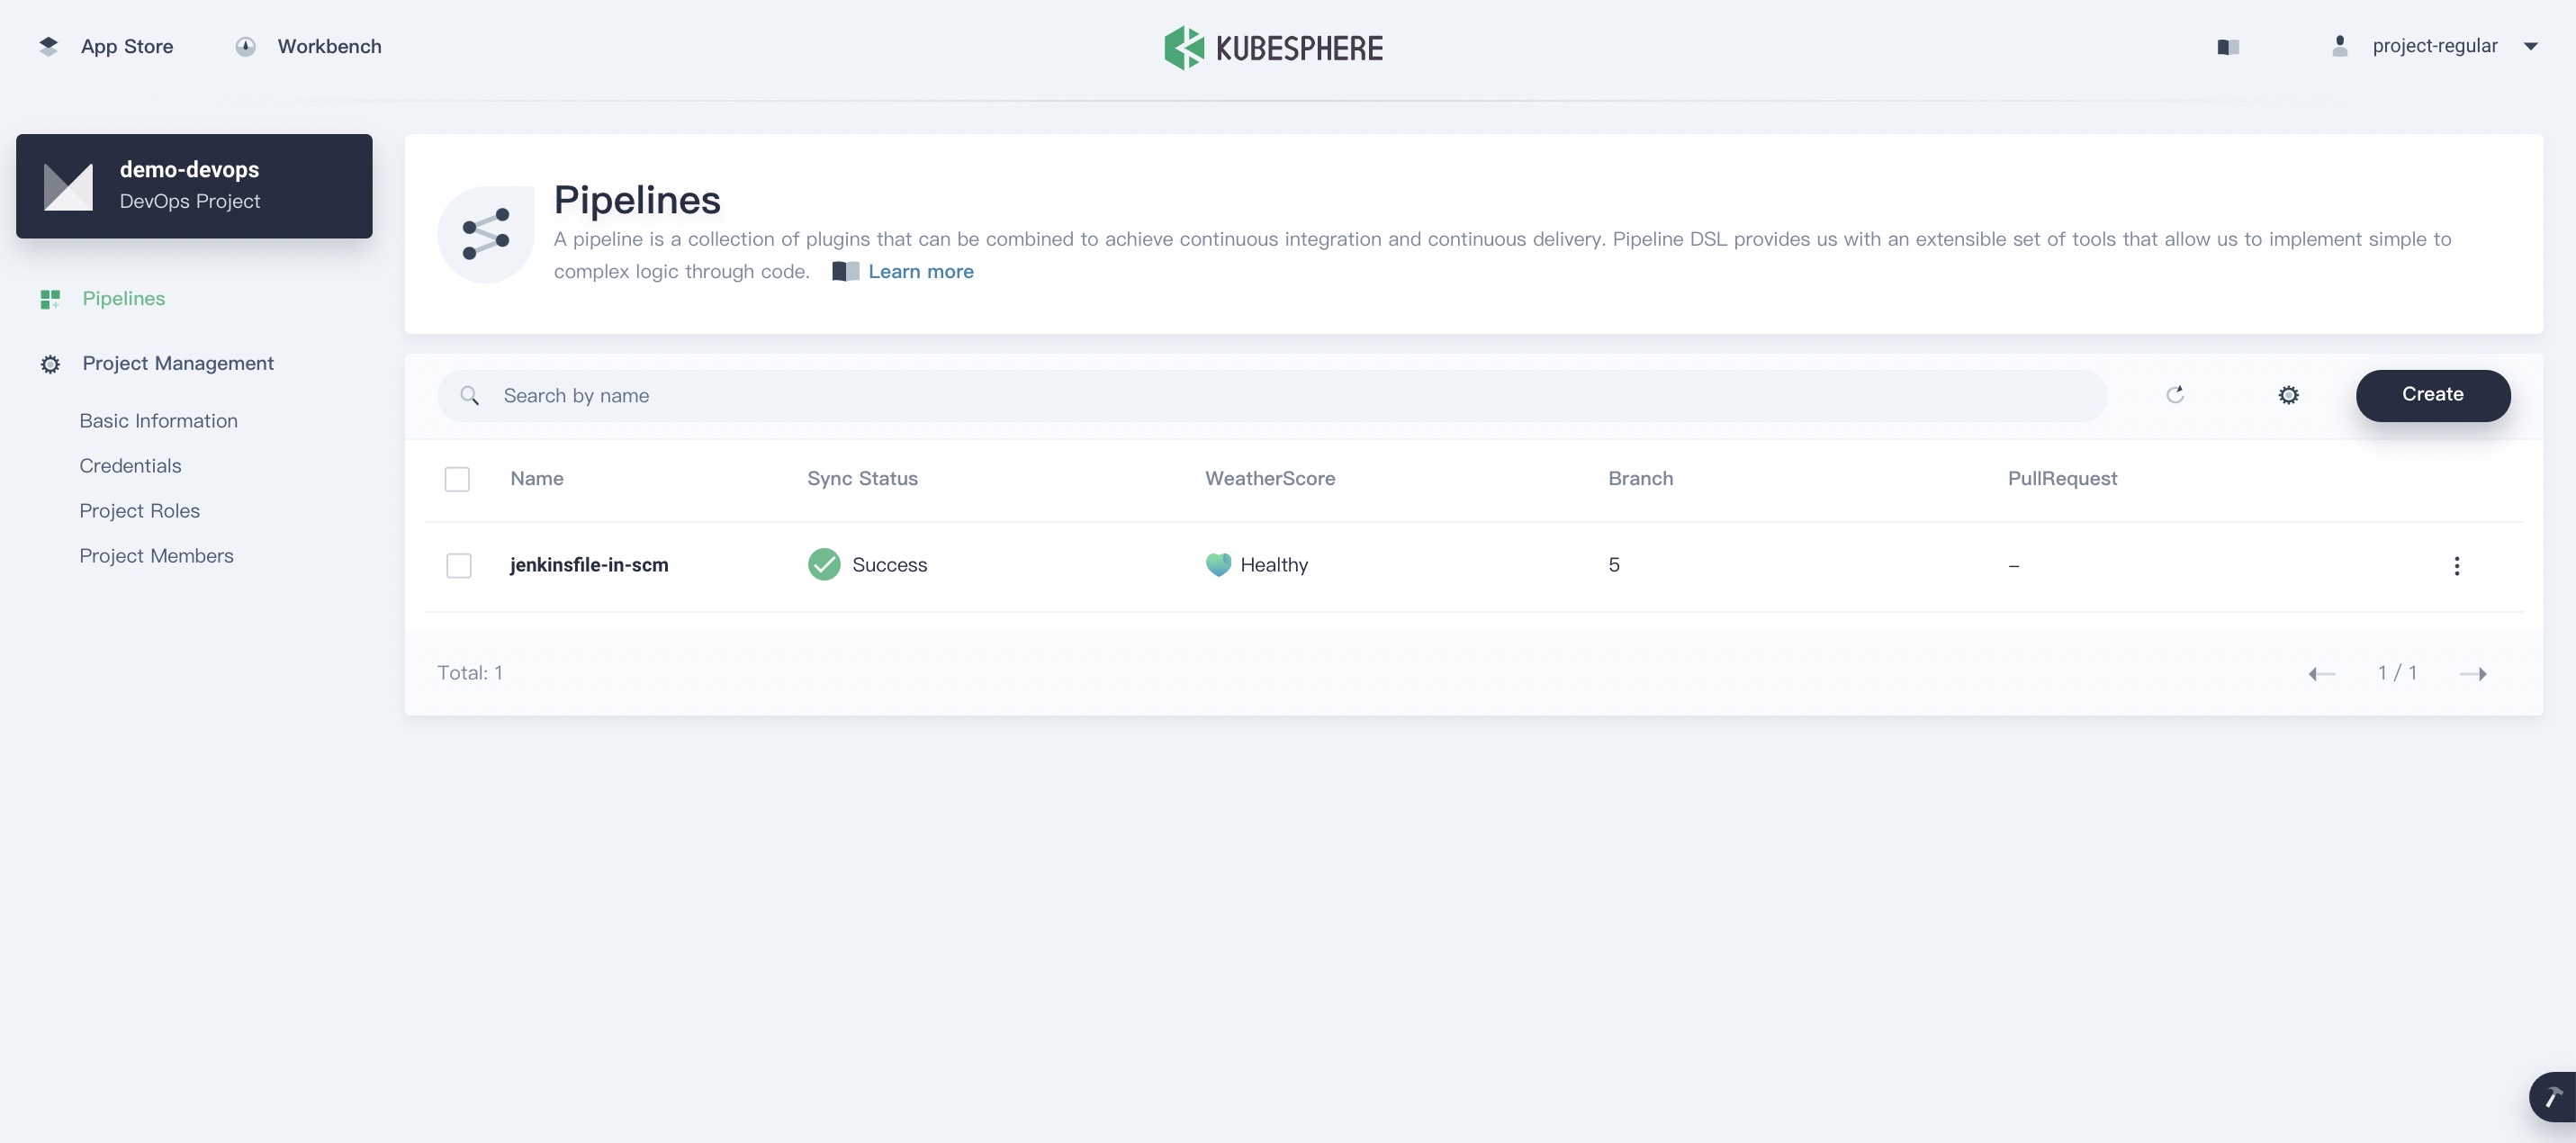 App Store
Workbench
KUBESPHERE
project-regular
demo-devops
DevOps Project
Pipelines
Project Management
Basic Information
Credentials
Project Roles
Project Members
Pipelines
A pipeline is a collection of plugins that can be combined to achieve continuous integration and continuous delivery. Pipeline DSL provides us with an extensible set of tools that allow us to implement simple to
complex logic through code. Learn more
Search by name
Create
Name Sync Status WeatherScore Branch PullRequest
jenkinsfile-in-scm Success Healthy 5 –
Total: 1
1 / 1